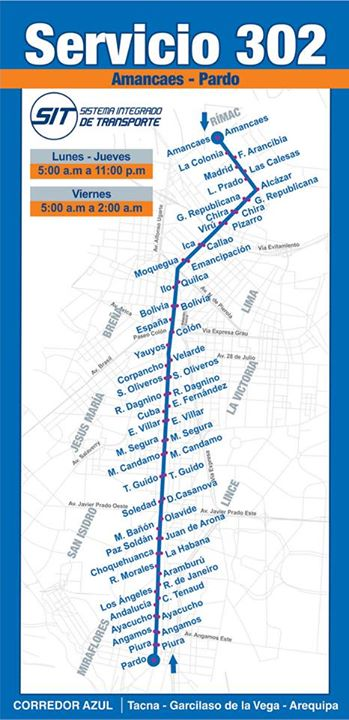 Servicio 302
Amancaes - Pardo
SIT SISTEMA INTEGRADO
DE TRANSPORTE
Lunes - Jueves
5:00 a.m a 11:00 p.m
Viernes
5:00 a.m a 2:00 a.m
RÍMAC
Amancaes
Amancaes
La Colonia
F. Arancibia
Madrid
Las Calesas
L. Prado
Alcázar
G. Republicana
G. Republicana
Chira
Chira
Virú
Pizarro
Av. Alfonso Ugarte
Ica
Callao
Vía Evitamiento
Moquegua
Emancipación
Ilo
Quilca
Av. N. de Pierola
LIMA
Av. Arica
Bolivia
Bolivia
BREÑA
España
Paseo Colón
Colón
Vía Expresa Grau
Yauyos
Av. Brasil
Velarde
Av. 28 de Julio
Corpancho
S. Oliveros
S. Oliveros
LA VICTORIA
R. Dagnino
R. Dagnino
Cuba
E. Fernández
JESUS MARÍA
E. Villar
E. Villar
Av. Salaverry
M. Segura
M. Segura
M. Candamo
M. Candamo
T. Guido
T. Guido
LINCE
Av. Javier Prado Oeste
Soledad
D.Casanova
Olavide
Av. Javier Prado Este
M. Bañón
Juan de Arona
SAN ISIDRO
Paz Soldán
Choquehuanca
La Habana
R. Morales
Aramburú
R. de Janeiro
Los Ángeles
C. Tenaud
Andalucía
Ayacucho
Ayacucho
MIRAFLORES
Angamos
Angamos
Av. Angamos Este
Piura
Piura
Pardo
CORREDOR AZUL | Tacna - Garcilaso de la Vega - Arequipa